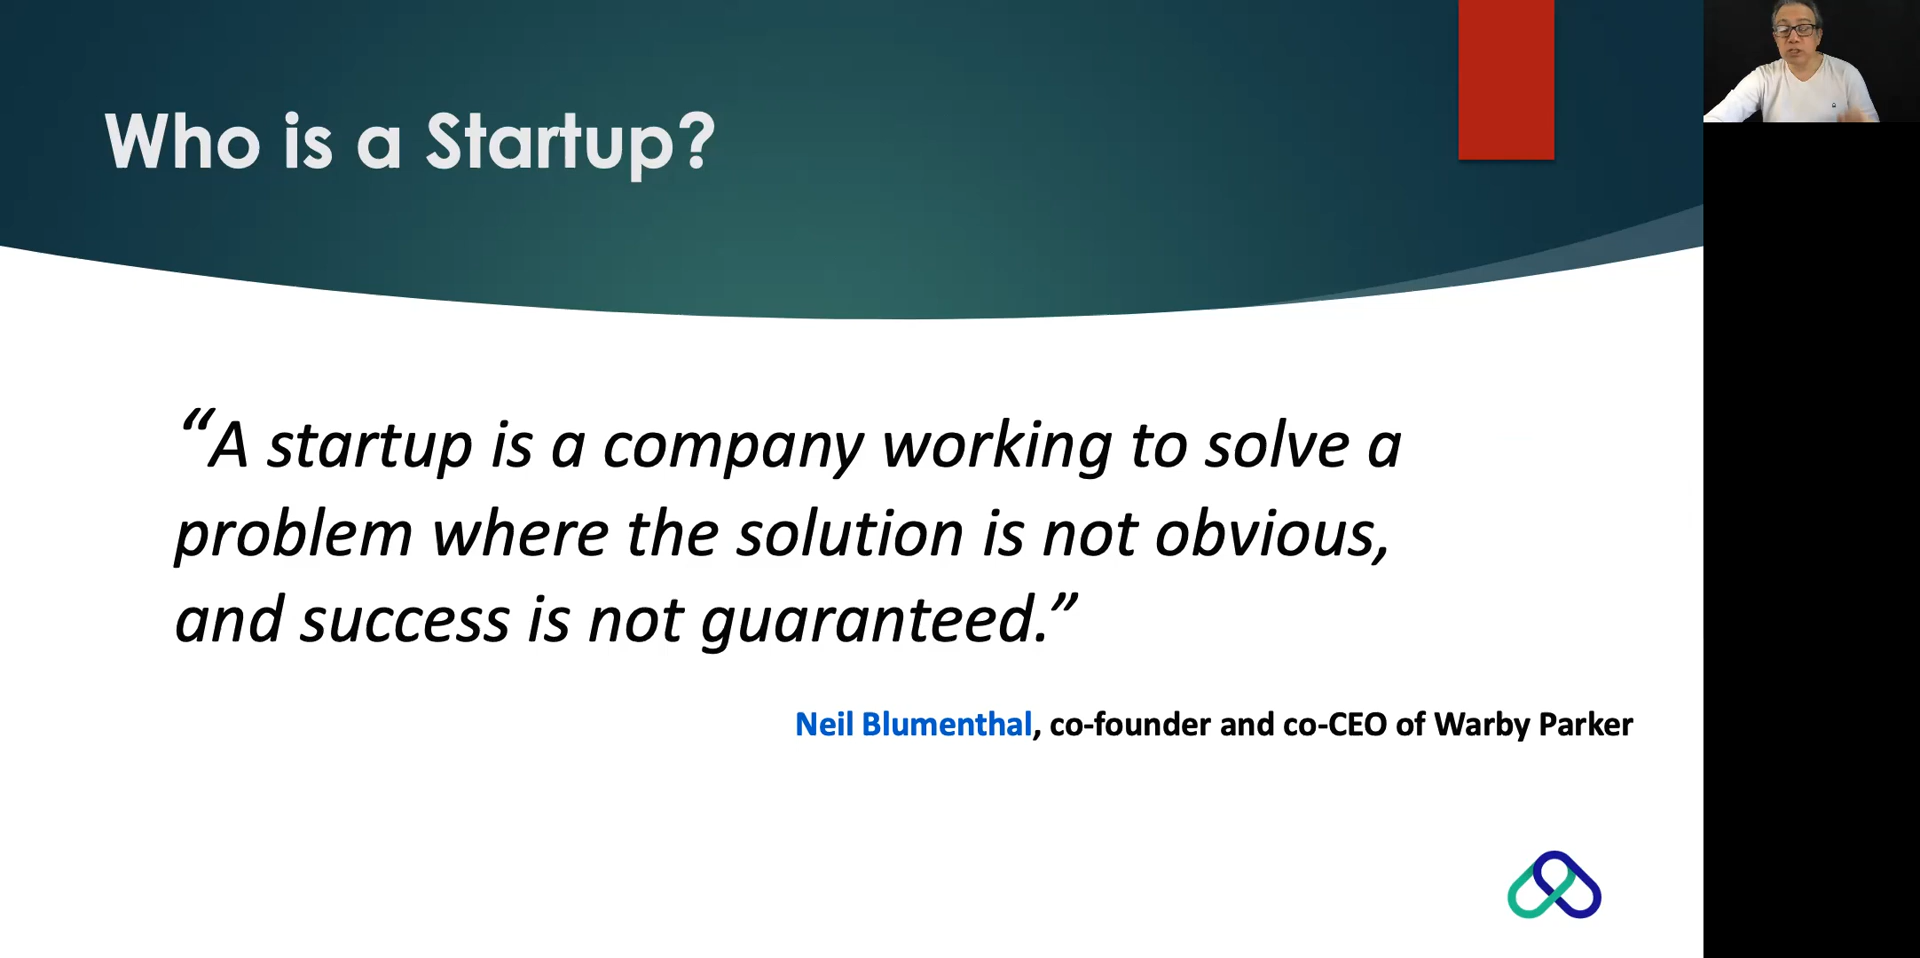 Who is a Startup?
“A startup is a company working to solve a
problem where the solution is not obvious,
and success is not guaranteed.”
Neil Blumenthal, co-founder and co-CEO of Warby Parker